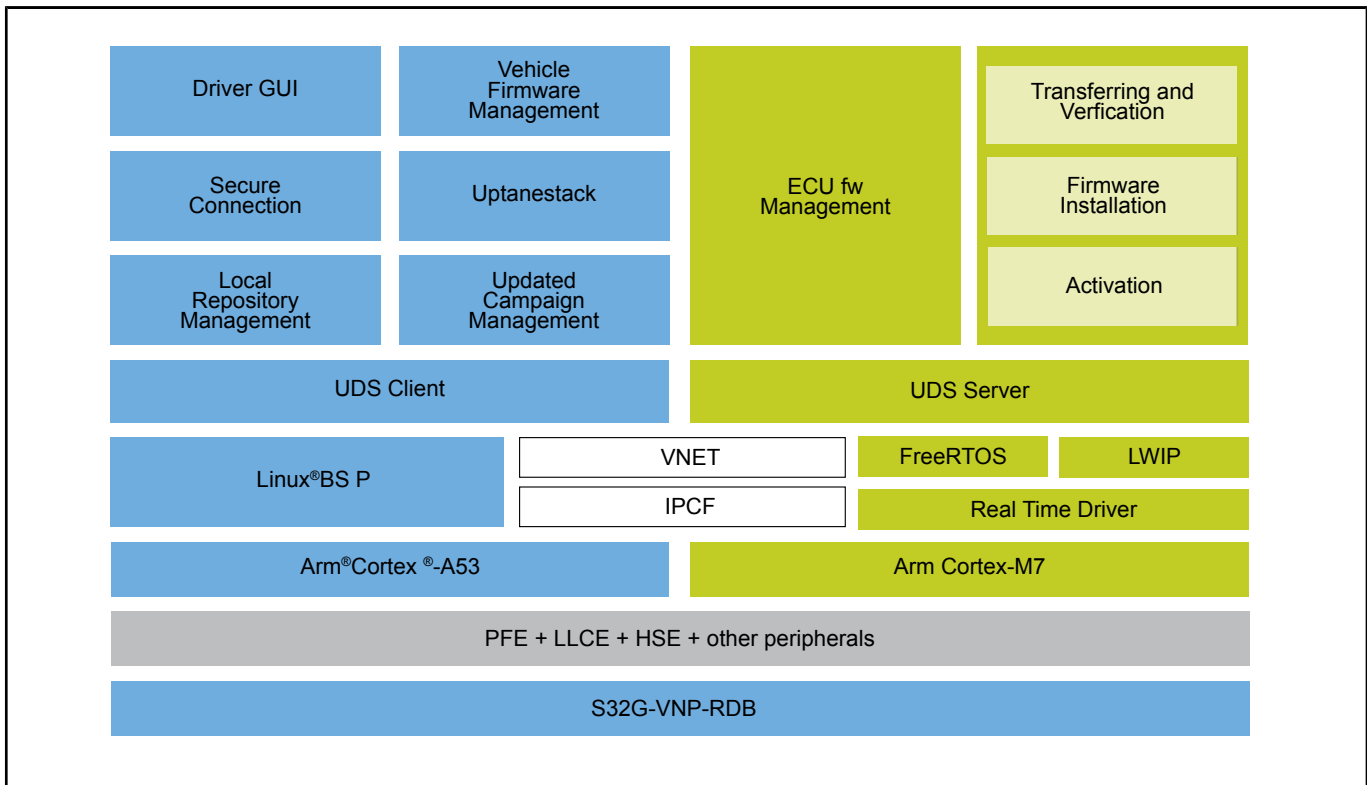 Driver GUI
Vehicle
Firmware
Management
ECU fw
Management
Transferring and
Verfication
Secure
Connection
Uptanestack
Firmware
Installation
Local
Repository
Management
Updated
Campaign
Management
Activation
UDS Client
UDS Server
Linux®BS P
VNET
FreeRTOS
LWIP
IPCF
Real Time Driver
Arm®Cortex ®-A53
Arm Cortex-M7
PFE + LLCE + HSE + other peripherals
S32G-VNP-RDB